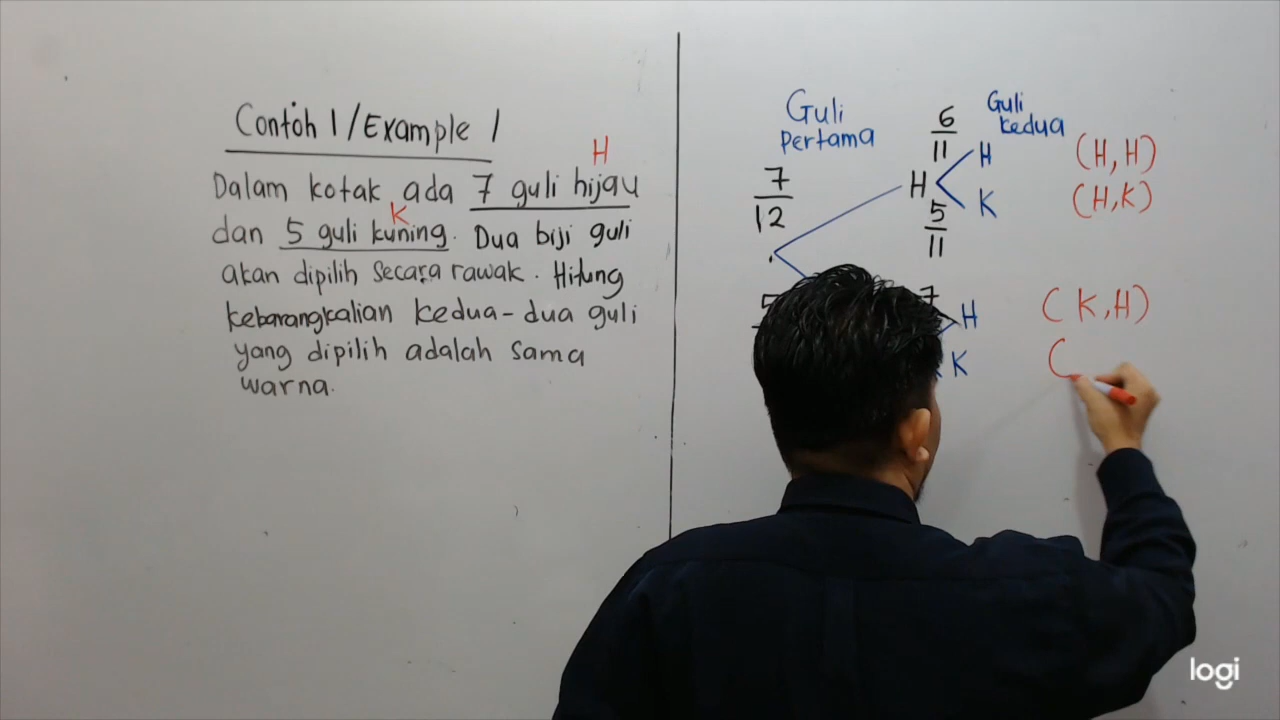 Contoh 1/Example 1
H
Dalam kotak ada 7 guli hijau
K
dan 5 guli kuning. Dua biji guli
akan dipilih secara rawak. Hitung
kebarangkalian kedua-dua guli
yang dipilih adalah sama
warna.
Guli
Pertama
Guli
kedua
6
11
7
12
H
H
K
5
11
(H,H)
(H,K)
7
H
K
(K,H)
(
logi